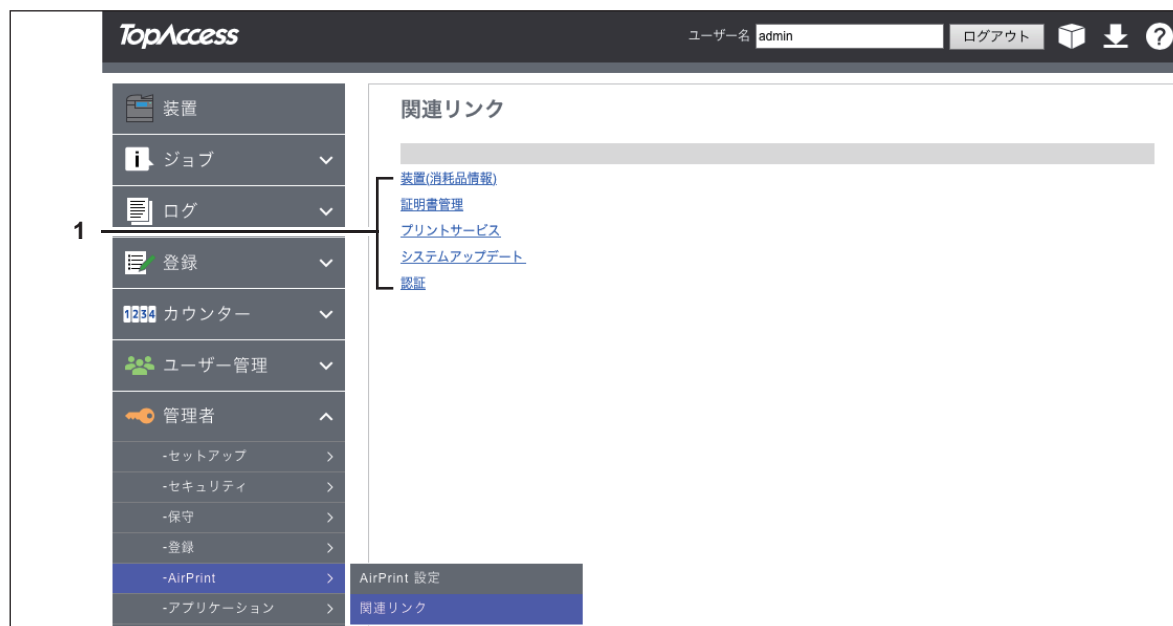 TopAccess
ユーザー名 admin ログアウト
装置
ジョブ
ログ
登録
1234 カウンター
ユーザー管理
管理者
-セットアップ
-セキュリティ
-保守
-登録
-AirPrint
-アプリケーション
AirPrint 設定
関連リンク
関連リンク
装置(消耗品情報)
証明書管理
プリントサービス
システムアップデート
認証
1